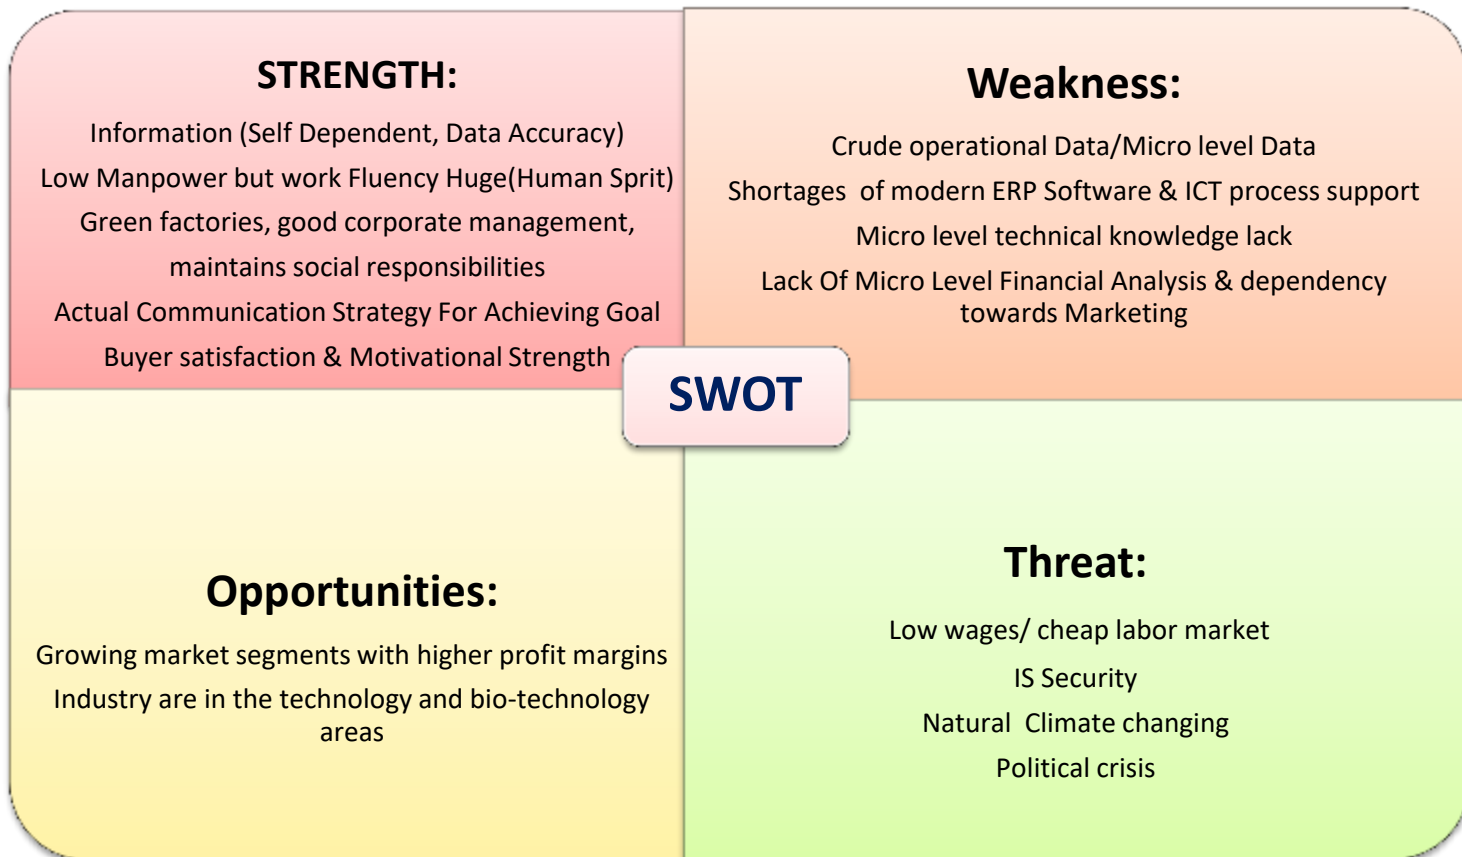 STRENGTH:
Information (Self Dependent, Data Accuracy)
Low Manpower but work Fluency Huge(Human Sprit)
Green factories, good corporate management,
maintains social responsibilities
Actual Communication Strategy For Achieving Goal
Buyer satisfaction & Motivational Strength
Weakness:
Crude operational Data/Micro level Data
Shortages of modern ERP Software & ICT process support
Micro level technical knowledge lack
Lack Of Micro Level Financial Analysis & dependency
towards Marketing
SWOT
Opportunities:
Growing market segments with higher profit margins
Industry are in the technology and bio-technology
areas
Threat:
Low wages/ cheap labor market
IS Security
Natural Climate changing
Political crisis